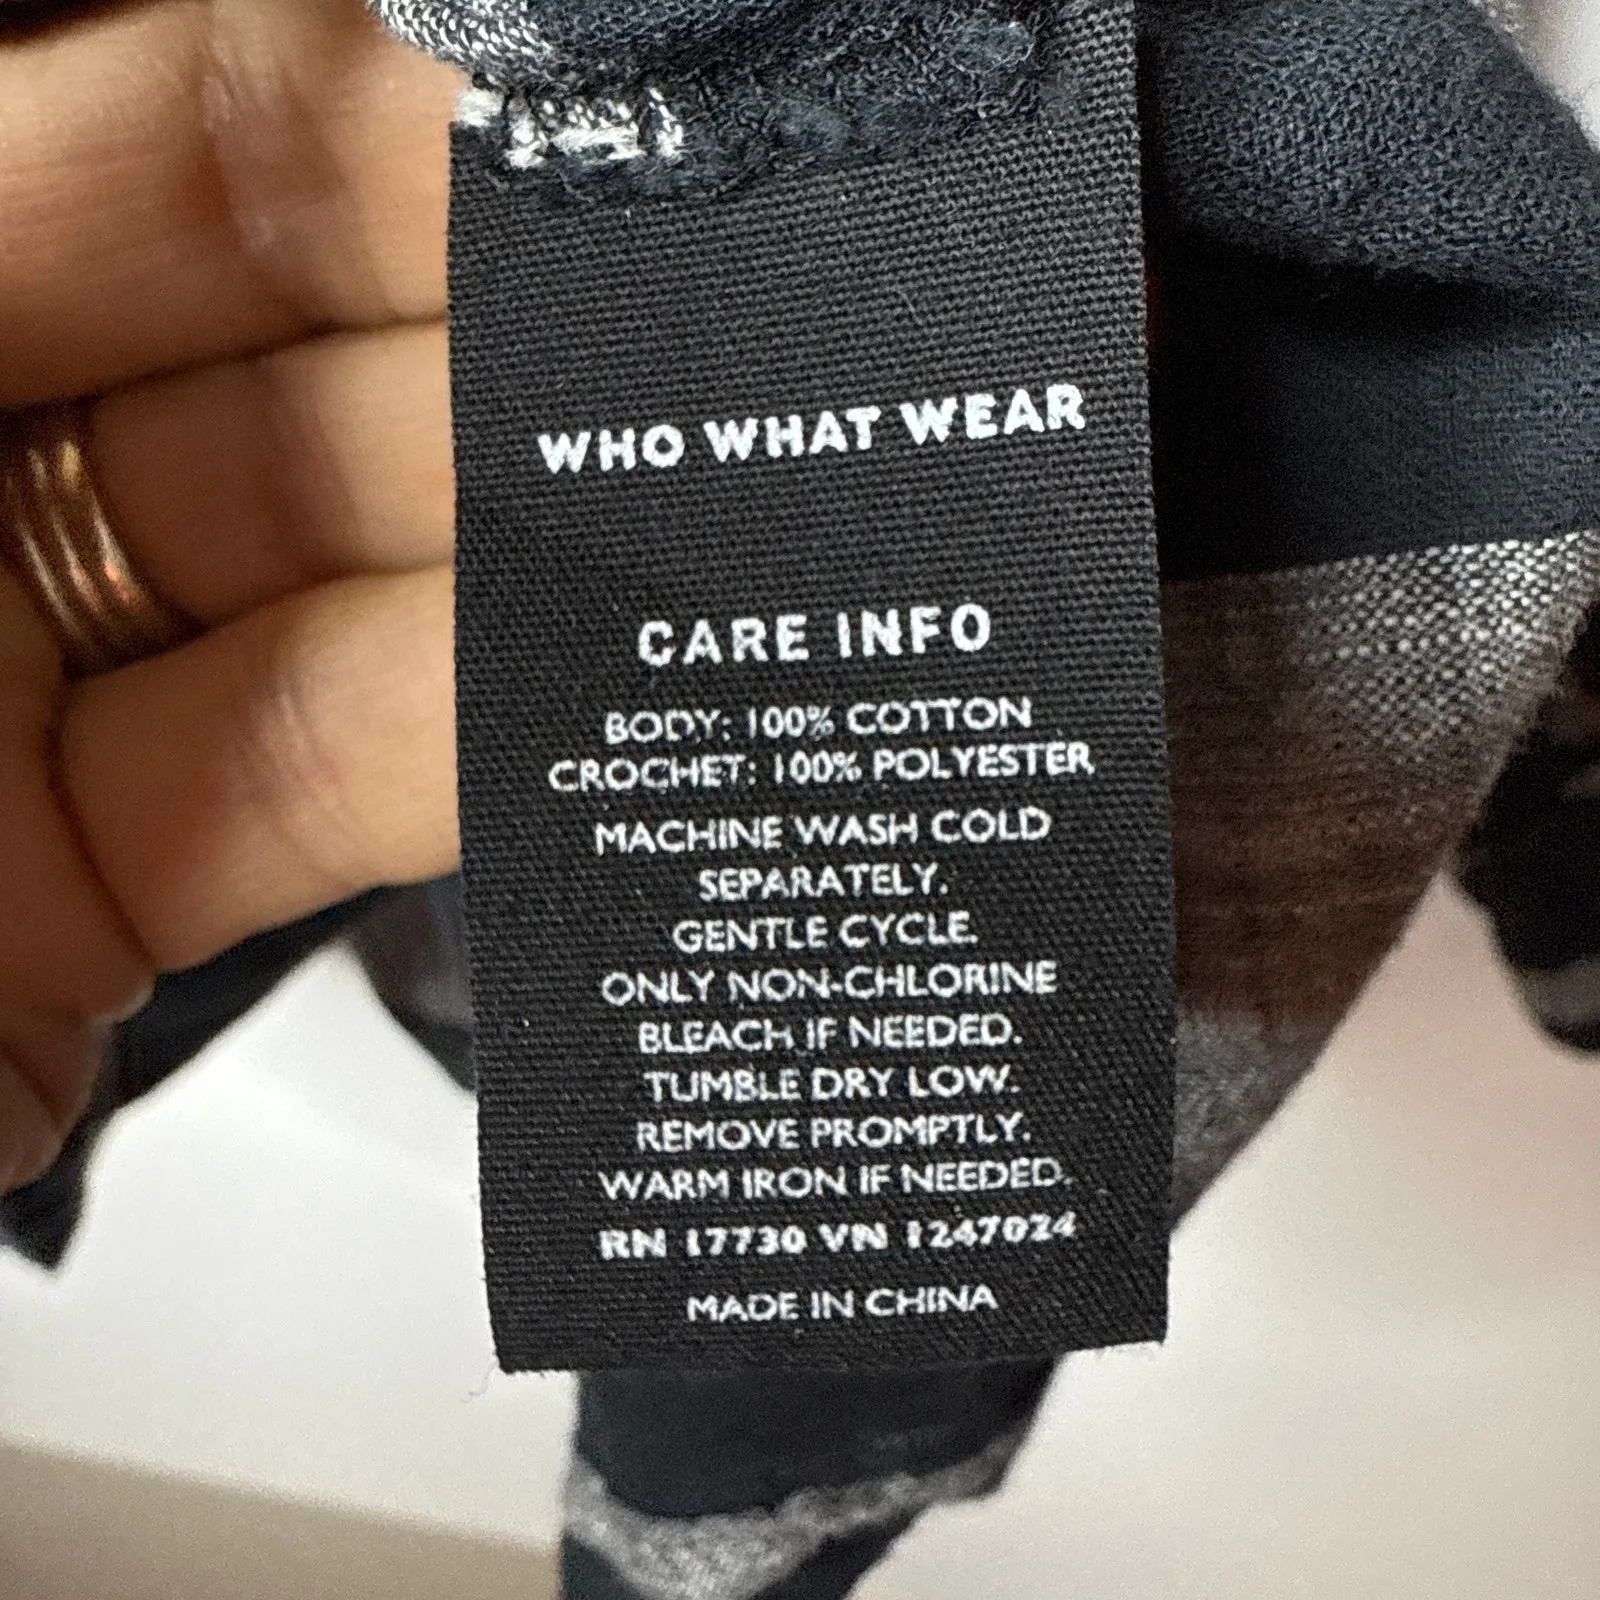 WHO WHAT WEAR
CARE INFO
BODY: 100% COTTON
CROCHET: 100% POLYESTER
MACHINE WASH COLD
SEPARATELY.
GENTLE CYCLE.
ONLY NON-CHLORINE
BLEACH IF NEEDED.
TUMBLE DRY LOW.
REMOVE PROMPTLY.
WARM IRON IF NEEDED.
RN 17730 VN 1247024
MADE IN CHINA